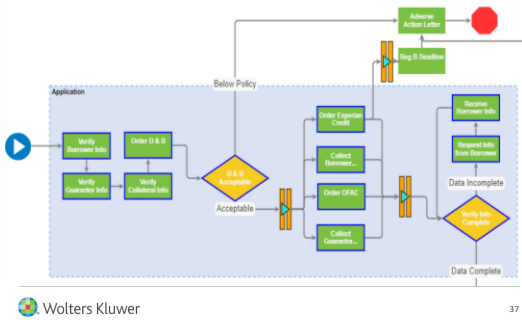 Adverse
Action Letter
Reg B Deadline
Below Policy
Application
Verify
Borrower Info
Order D & B
Verify
Guarantor Info
Verify
Collateral Info
D & B
Acceptable
Acceptable
Order Experian
Credit
Collect
Borrower...
Order OFAC
Collect
Guarantor...
Receive
Borrower Info
Request Info
from Borrower
Data Incomplete
Verify Info
Complete
Data Complete
Wolters Kluwer
37